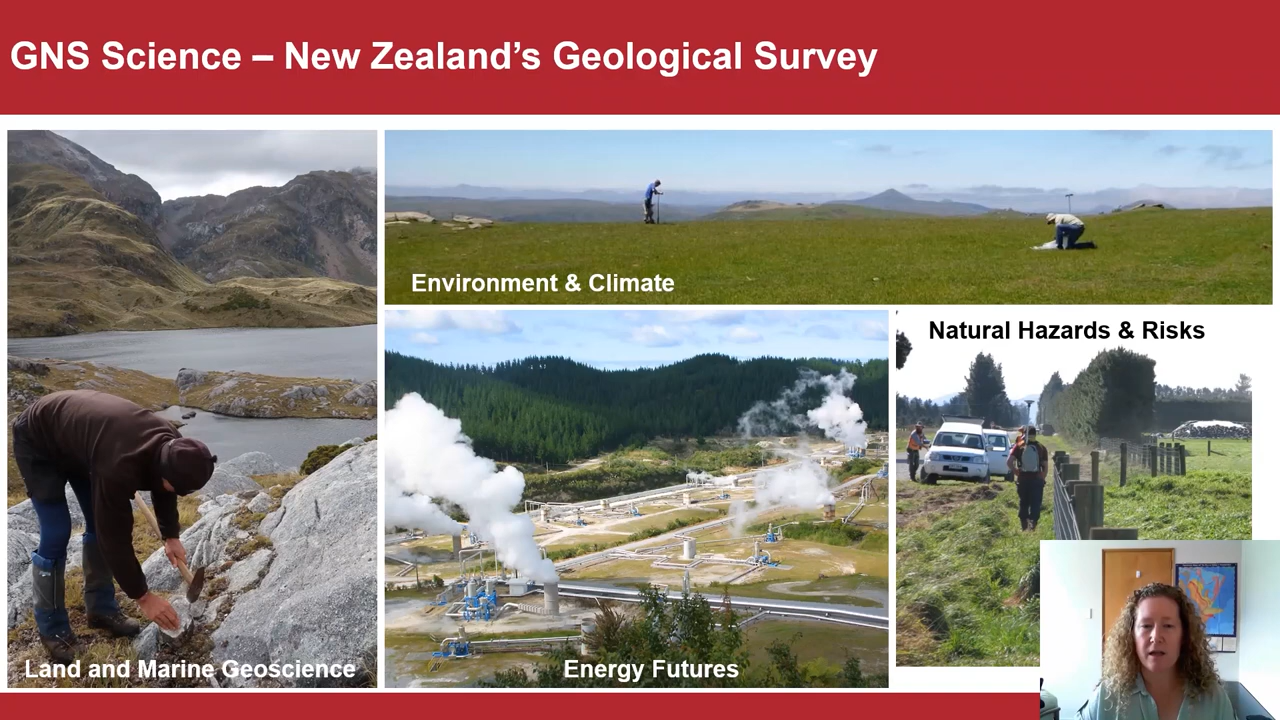 GNS Science – New Zealand’s Geological Survey
Environment & Climate
Natural Hazards & Risks
Land and Marine Geoscience
Energy Futures